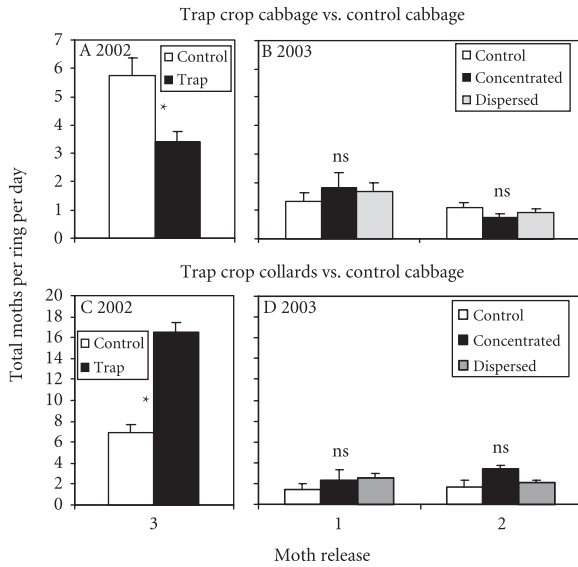 Trap crop cabbage vs. control cabbage
A 2002
Control
Trap
*
B 2003
Control
Concentrated
Dispersed
ns
ns
7
6
5
4
3
2
1
0
Total moths per ring per day
Trap crop collards vs. control cabbage
C 2002
Control
Trap
*
D 2003
Control
Concentrated
Dispersed
ns
ns
20
18
16
14
12
10
8
6
4
2
0
3
1
2
Moth release